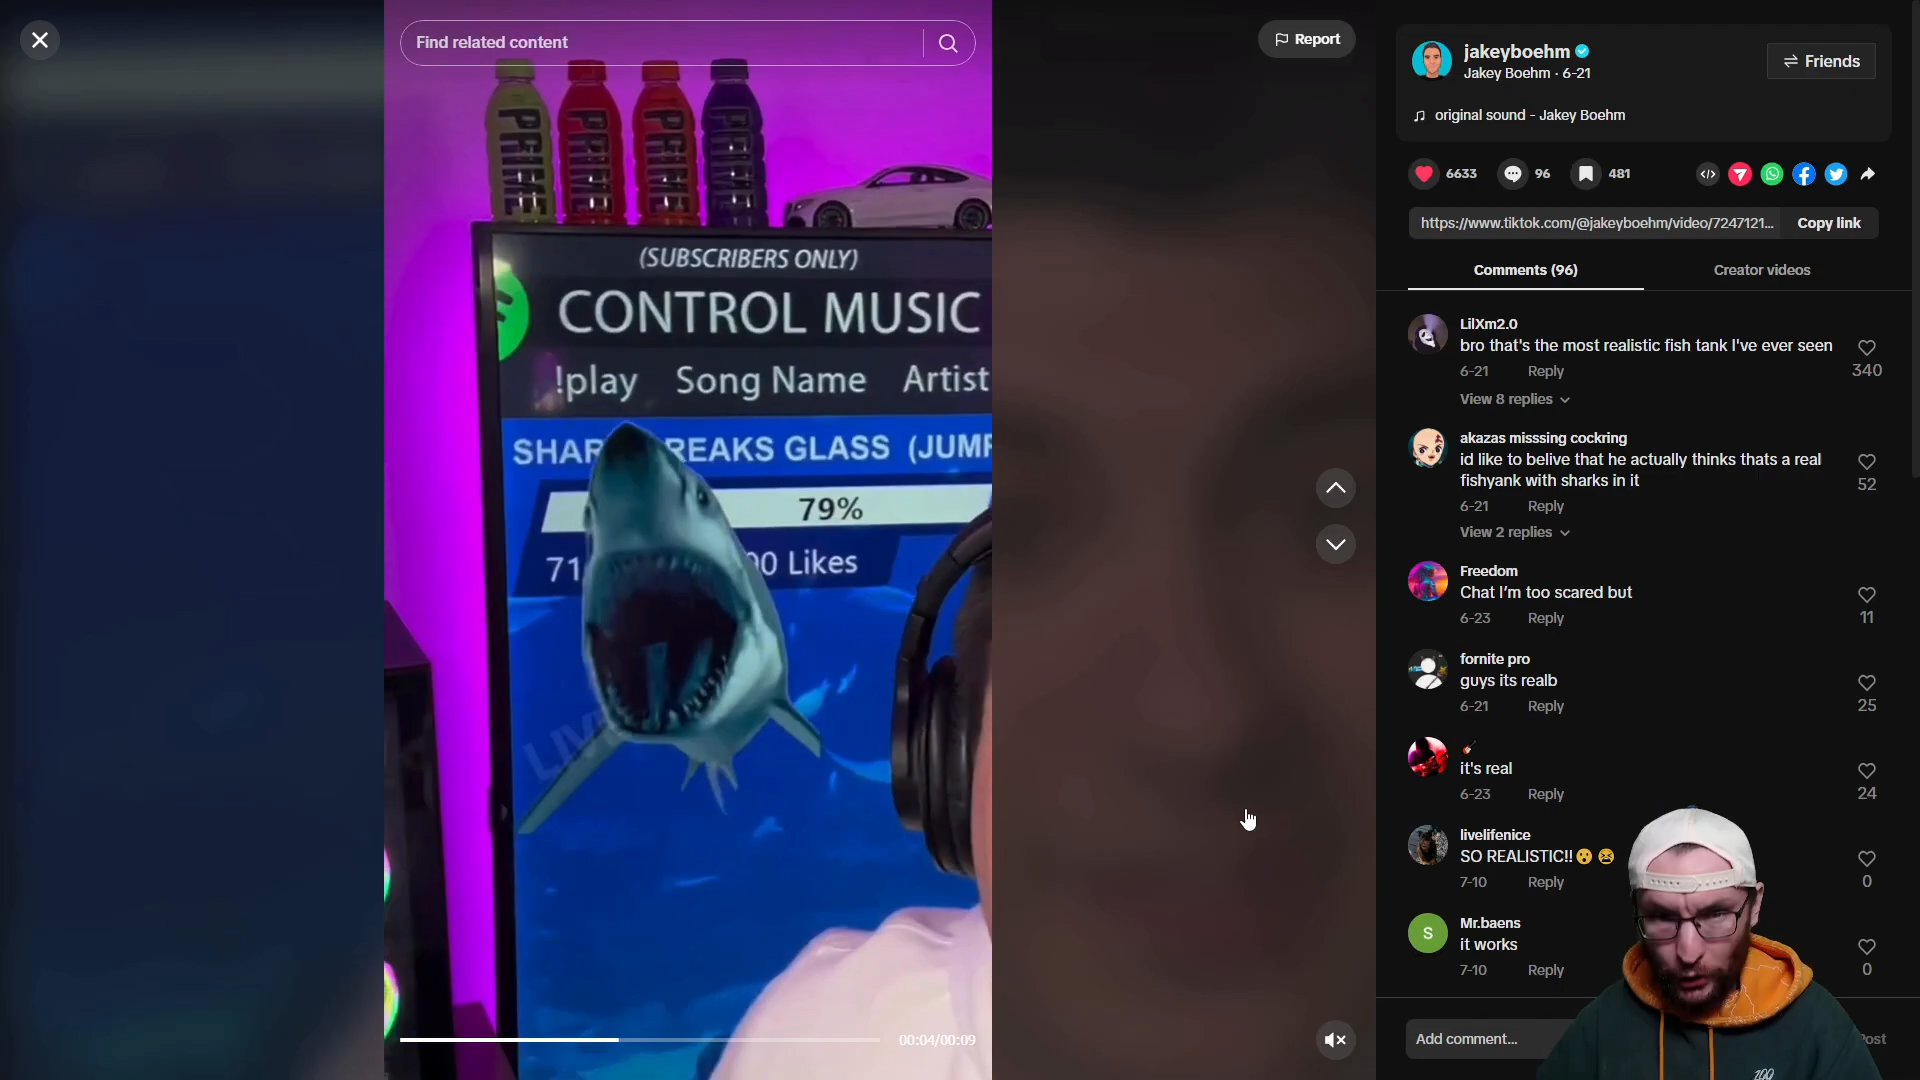 Find related content
Report
PRIME
PRIME
PRIME
PRIME
(SUBSCRIBERS ONLY)
CONTROL MUSIC
!play Song Name Artist
GLASS
79%
Likes
LIVE
00:04/00:09
jakeyboehm
Jakey Boehm · 6-21
Friends
original sound - Jakey Boehm
6633
96
481
https://www.tiktok.com/@jakeyboehm/video/7247121...
Copy link
Comments (96)
Creator videos
LilXm2.0
bro that's the most realistic fish tank I've ever seen
340
6-21 Reply
View 8 replies
akazas misssing cockring
id like to belive that he actually thinks thats a real
fishyank with sharks in it
52
6-21 Reply
View 2 replies
Freedom
Chat I'm too scared but
11
6-23 Reply
fornite pro
guys its realb
25
6-21 Reply
it's real
24
6-23 Reply
livelifenice
SO REALISTIC!!😮😫
0
7-10 Reply
S
Mr.baens
it works
0
7-10 Reply
Add comment...